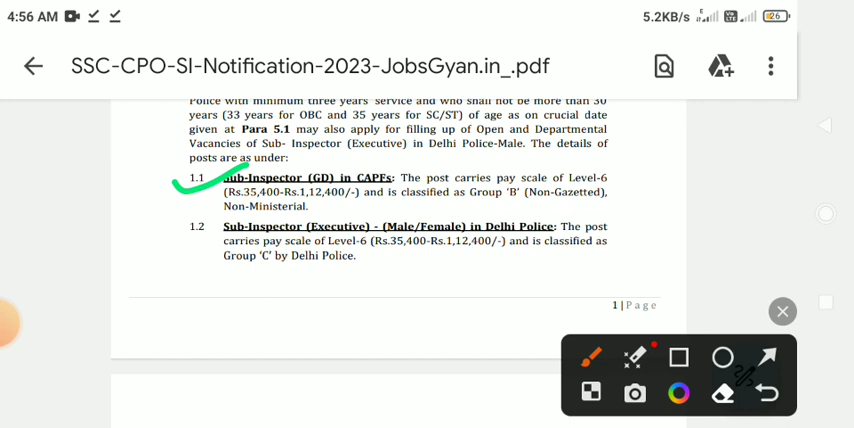 4:56 AM
5.2KB/s
26
SSC-CPO-SI-Notification-2023-JobsGyan.in_.pdf
Police with minimum three years' service and who shall not be more than 30
years (33 years for OBC and 35 years for SC/ST) of age as on crucial date
given at Para 5.1 may also apply for filling up of Open and Departmental
Vacancies of Sub- Inspector (Executive) in Delhi Police-Male. The details of
posts are as under:
1.1 Sub-Inspector (GD) in CAPFs: The post carries pay scale of Level-6
(Rs.35,400-Rs.1,12,400/-) and is classified as Group 'B' (Non-Gazetted),
Non-Ministerial.
1.2 Sub-Inspector (Executive) - (Male/Female) in Delhi Police: The post
carries pay scale of Level-6 (Rs.35,400-Rs.1,12,400/-) and is classified as
Group 'C' by Delhi Police.
1|Page